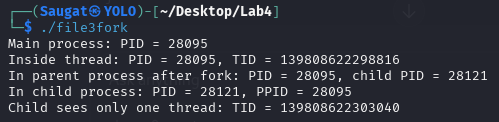 ┌──(Saugat㉿YOLO)-[~/Desktop/Lab4]
└─$ ./file3fork
Main process: PID = 28095
Inside thread: PID = 28095, TID = 139808622298816
In parent process after fork: PID = 28095, child PID = 28121
In child process: PID = 28121, PPID = 28095
Child sees only one thread: TID = 139808622303040